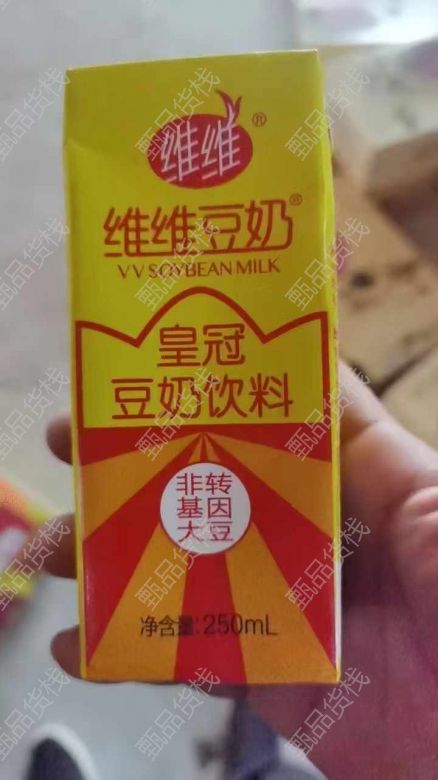 维维®
维维豆奶®
VV SOYBEAN MILK
皇冠
豆奶饮料
非转
基因
大豆
净含量:250mL
甄品货栈